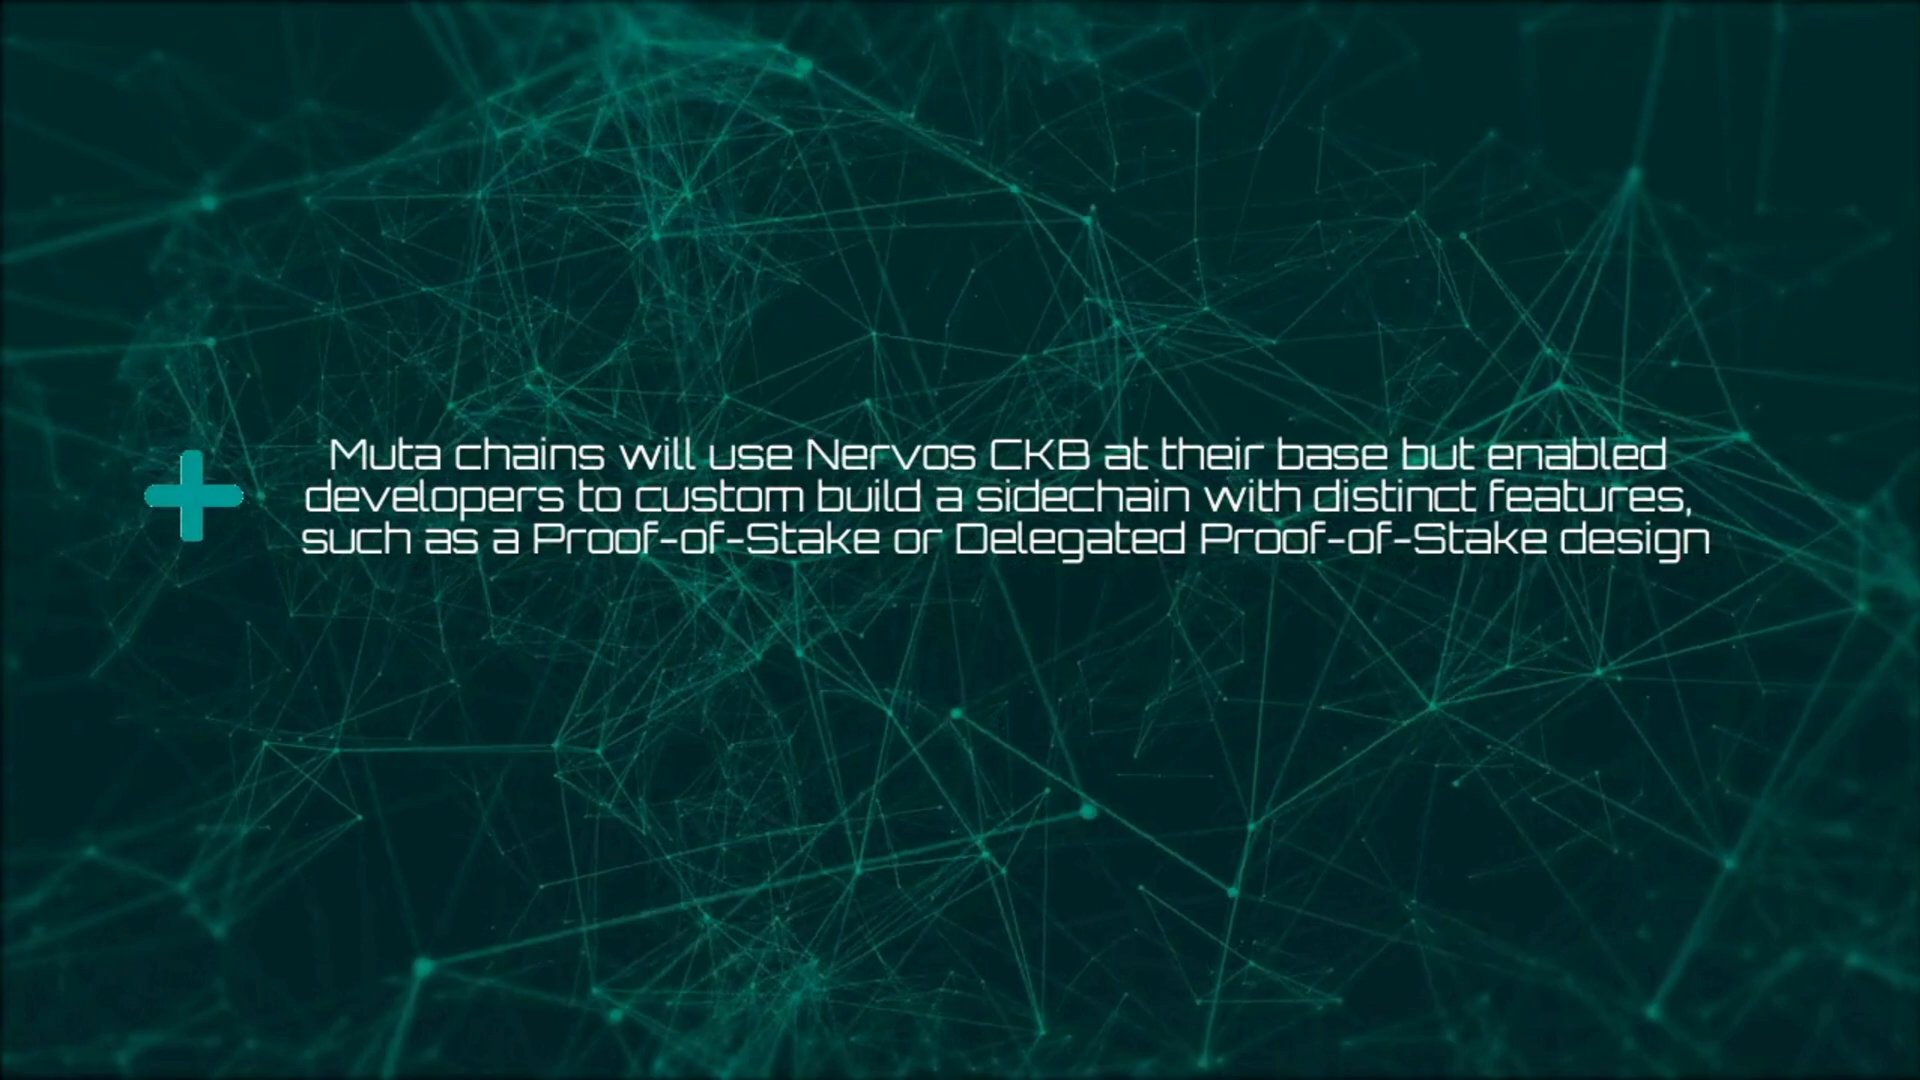 Muta chains will use Nervos CKB at their base but enabled
developers to custom build a sidechain with distinct features,
such as a Proof-of-Stake or Delegated Proof-of-Stake design